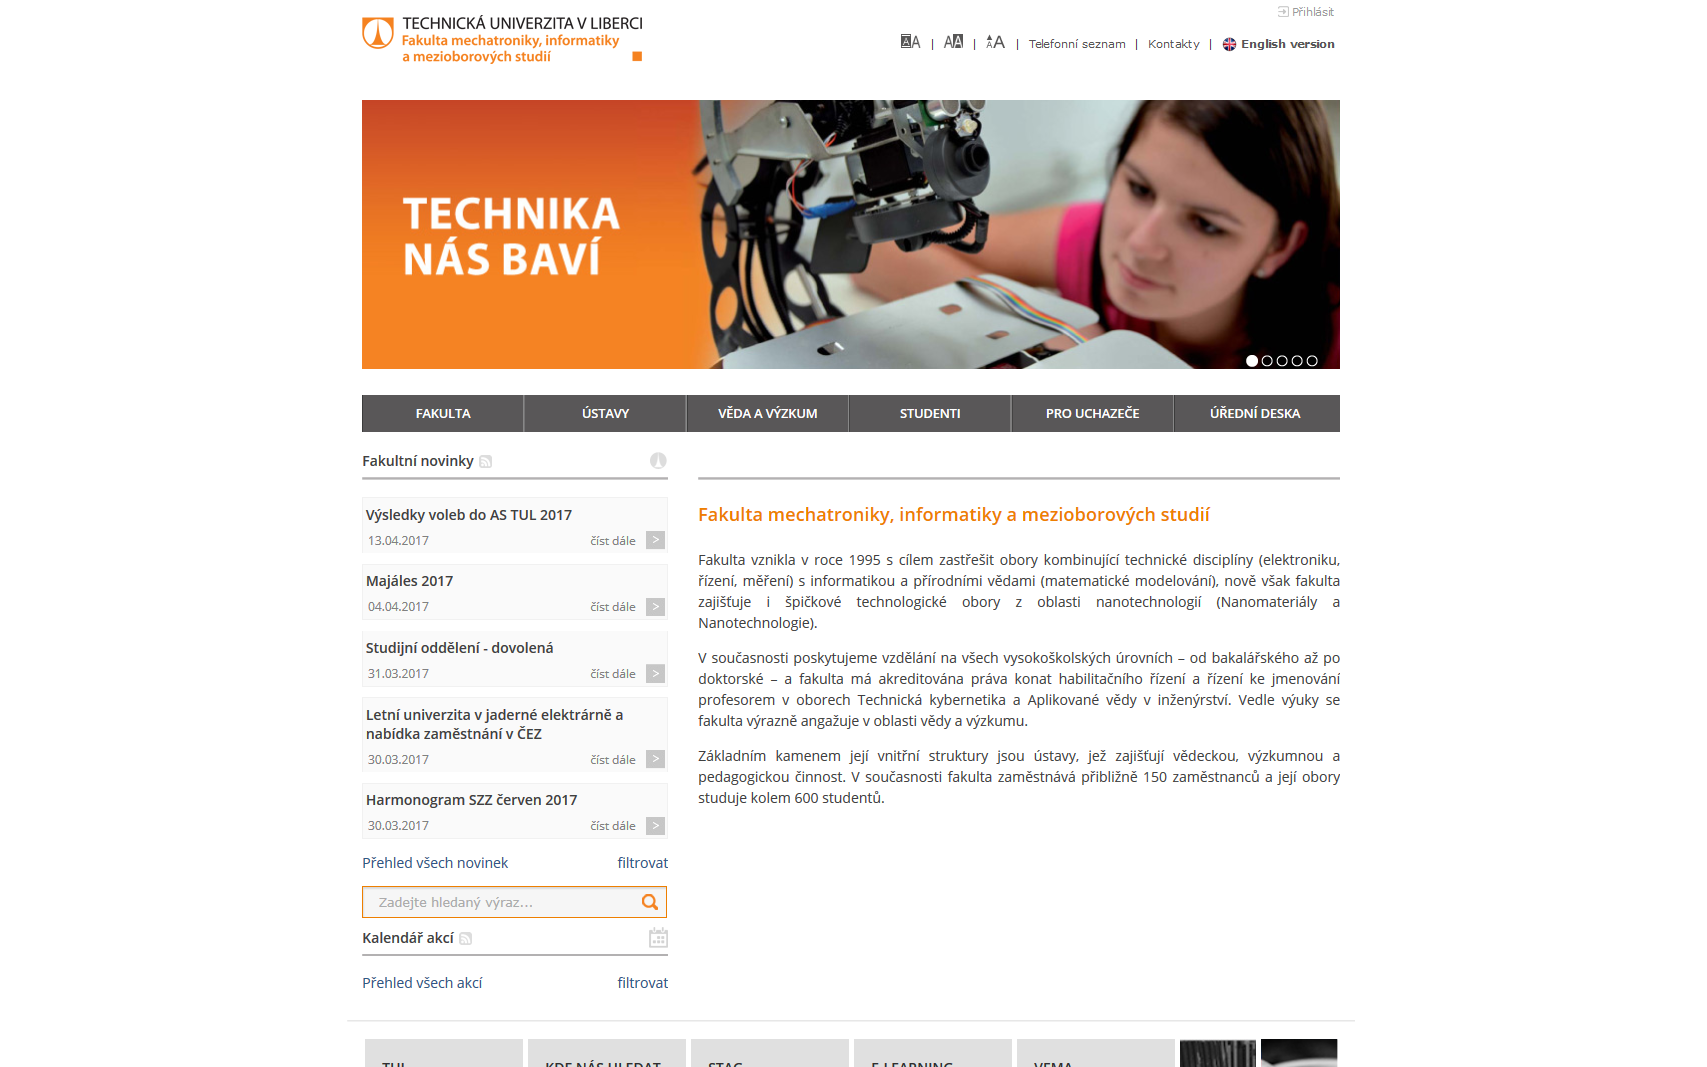 Přihlásit
TECHNICKÁ UNIVERZITA V LIBERCI
Fakulta mechatroniky, informatiky
a mezioborových studií
AA | AA | AA | Telefonní seznam | Kontakty | English version
TECHNIKA
NÁS BAVÍ
FAKULTA ÚSTAVY VĚDA A VÝZKUM STUDENTI PRO UCHAZEČE ÚŘEDNÍ DESKA
Fakultní novinky
Výsledky voleb do AS TUL 2017
13.04.2017 číst dále >
Majáles 2017
04.04.2017 číst dále >
Studijní oddělení - dovolená
31.03.2017 číst dále >
Letní univerzita v jaderné elektrárně a
nabídka zaměstnání v ČEZ
30.03.2017 číst dále >
Harmonogram SZZ červen 2017
30.03.2017 číst dále >
Přehled všech novinek filtrovat
Zadejte hledaný výraz...
Kalendář akcí
Přehled všech akcí filtrovat
Fakulta mechatroniky, informatiky a mezioborových studií
Fakulta vznikla v roce 1995 s cílem zastřešit obory kombinující technické disciplíny (elektroniku,
řízení, měření) s informatikou a přírodními vědami (matematické modelování), nově však fakulta
zajišťuje i špičkové technologické obory z oblasti nanotechnologií (Nanomateriály a
Nanotechnologie).
V současnosti poskytujeme vzdělání na všech vysokoškolských úrovních – od bakalářského až po
doktorské – a fakulta má akreditována práva konat habilitačního řízení a řízení ke jmenování
profesorem v oborech Technická kybernetika a Aplikované vědy v inženýrství. Vedle výuky se
fakulta výrazně angažuje v oblasti vědy a výzkumu.
Základním kamenem její vnitřní struktury jsou ústavy, jež zajišťují vědeckou, výzkumnou a
pedagogickou činnost. V současnosti fakulta zaměstnává přibližně 150 zaměstnanců a její obory
studuje kolem 600 studentů.
TUL KDE NÁS HLEDAT STAG E-LEARNING VEMA